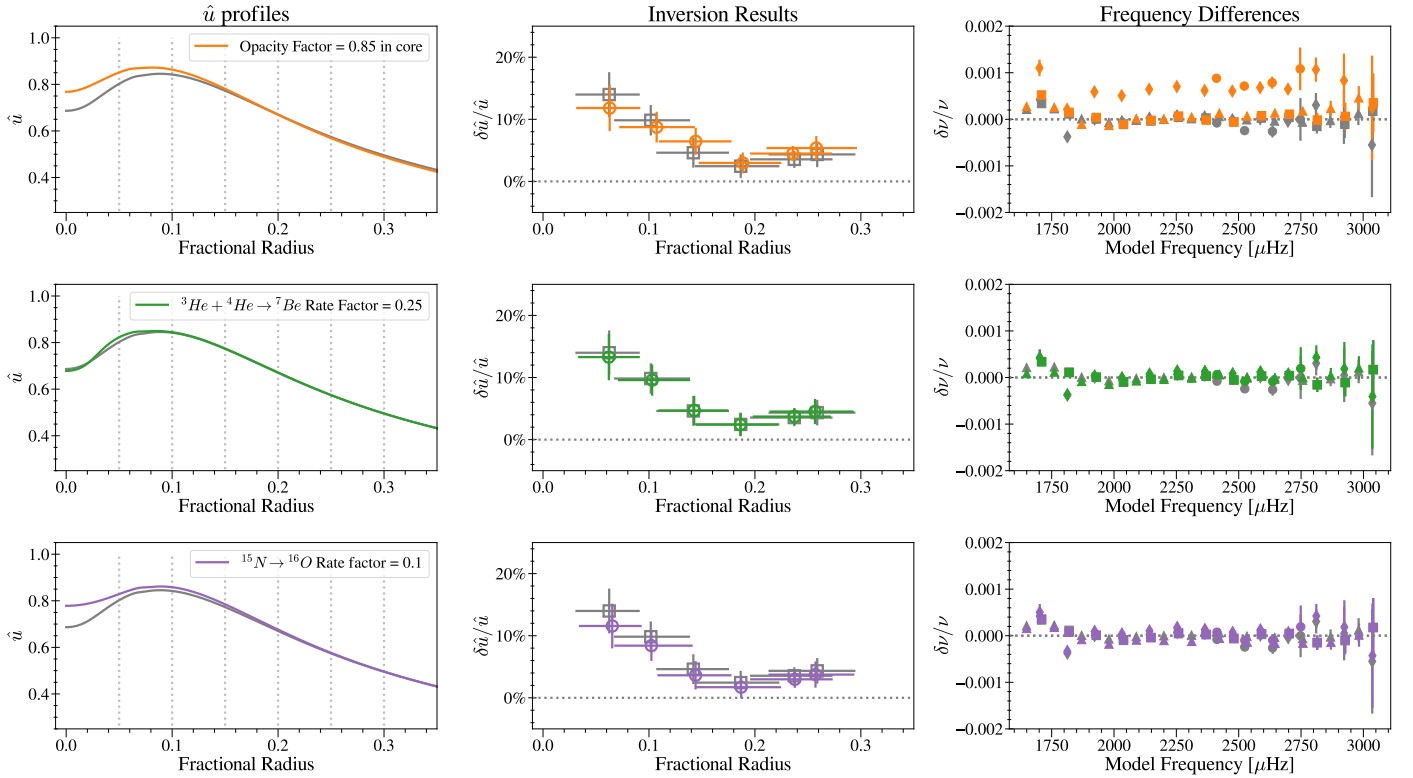 û profiles
Inversion Results
Frequency Differences
1.0
0.8
0.6
0.4
û
Opacity Factor = 0.85 in core
0.0 0.1 0.2 0.3
Fractional Radius
20%
10%
0%
δû/û
0.0 0.1 0.2 0.3
Fractional Radius
0.002
0.001
0.000
−0.001
−0.002
δν/ν
1750 2000 2250 2500 2750 3000
Model Frequency [μHz]
1.0
0.8
0.6
0.4
û
³He + ⁴He → ⁷Be Rate Factor = 0.25
0.0 0.1 0.2 0.3
Fractional Radius
20%
10%
0%
δû/û
0.0 0.1 0.2 0.3
Fractional Radius
0.002
0.001
0.000
−0.001
−0.002
δν/ν
1750 2000 2250 2500 2750 3000
Model Frequency [μHz]
1.0
0.8
0.6
0.4
û
¹⁵N → ¹⁶O Rate factor = 0.1
0.0 0.1 0.2 0.3
Fractional Radius
20%
10%
0%
δû/û
0.0 0.1 0.2 0.3
Fractional Radius
0.002
0.001
0.000
−0.001
−0.002
δν/ν
1750 2000 2250 2500 2750 3000
Model Frequency [μHz]